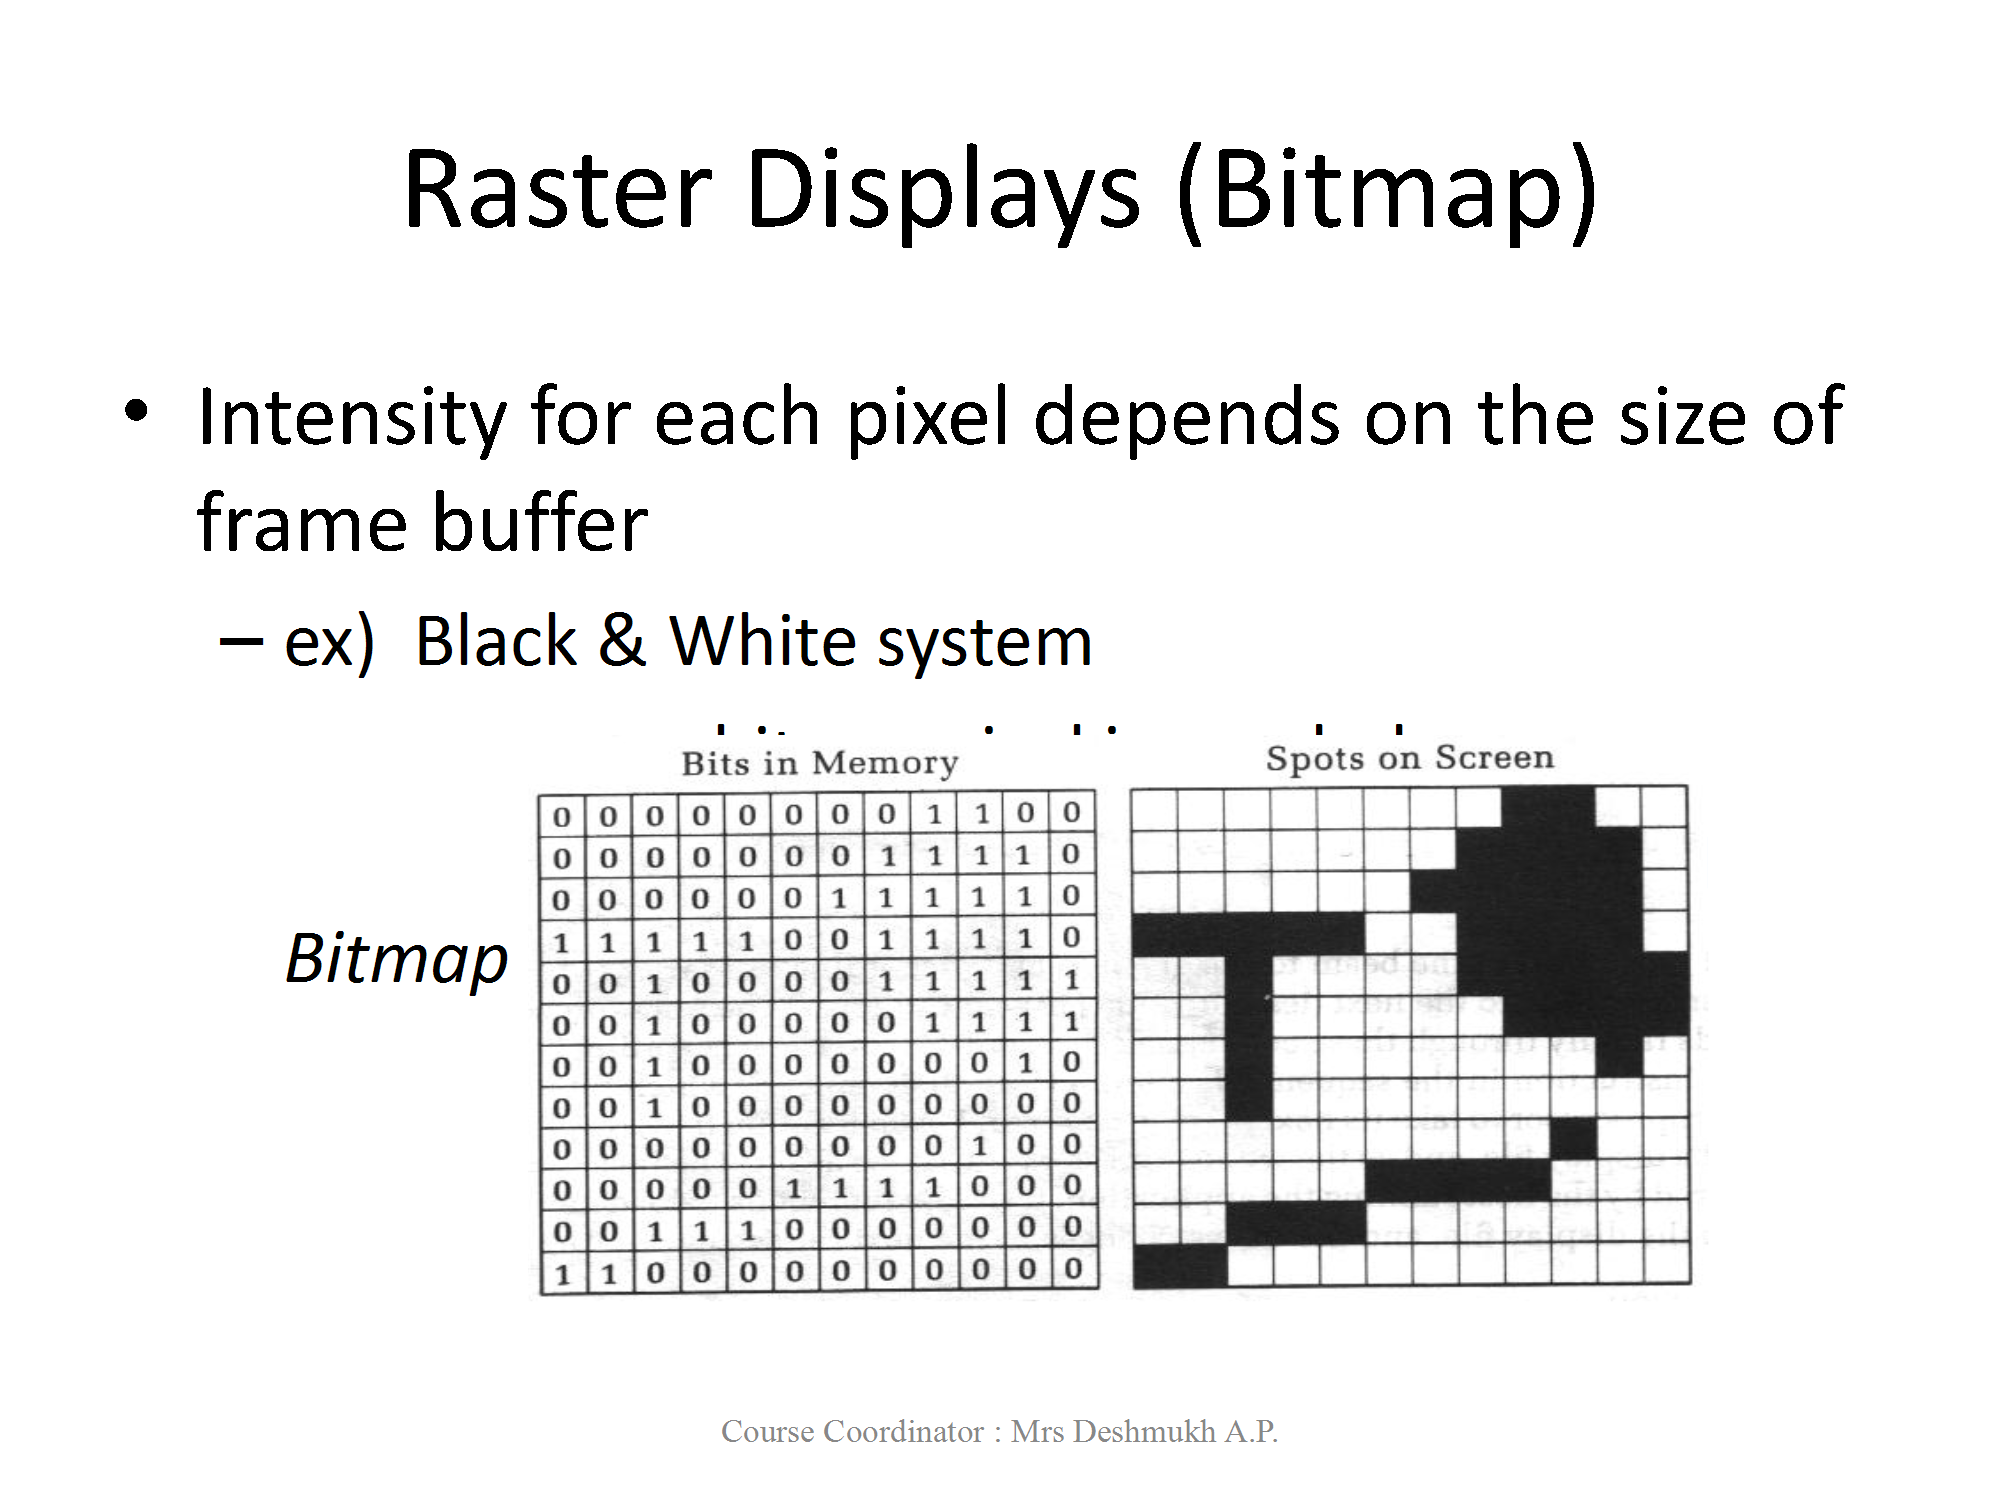 Raster Displays (Bitmap)
• Intensity for each pixel depends on the size of
frame buffer
– ex) Black & White system
Bits in Memory
Spots on Screen
0 0 0 0 0 0 0 0 1 1 0 0
0 0 0 0 0 0 0 1 1 1 1 0
0 0 0 0 0 0 1 1 1 1 1 0
1 1 1 1 1 0 0 1 1 1 1 0
Bitmap
0 0 1 0 0 0 0 1 1 1 1 1
0 0 1 0 0 0 0 0 1 1 1 1
0 0 1 0 0 0 0 0 0 0 1 0
0 0 1 0 0 0 0 0 0 0 0 0
0 0 0 0 0 0 0 0 0 1 0 0
0 0 0 0 0 1 1 1 1 0 0 0
0 0 1 1 1 0 0 0 0 0 0 0
1 1 0 0 0 0 0 0 0 0 0 0
Course Coordinator : Mrs Deshmukh A.P.